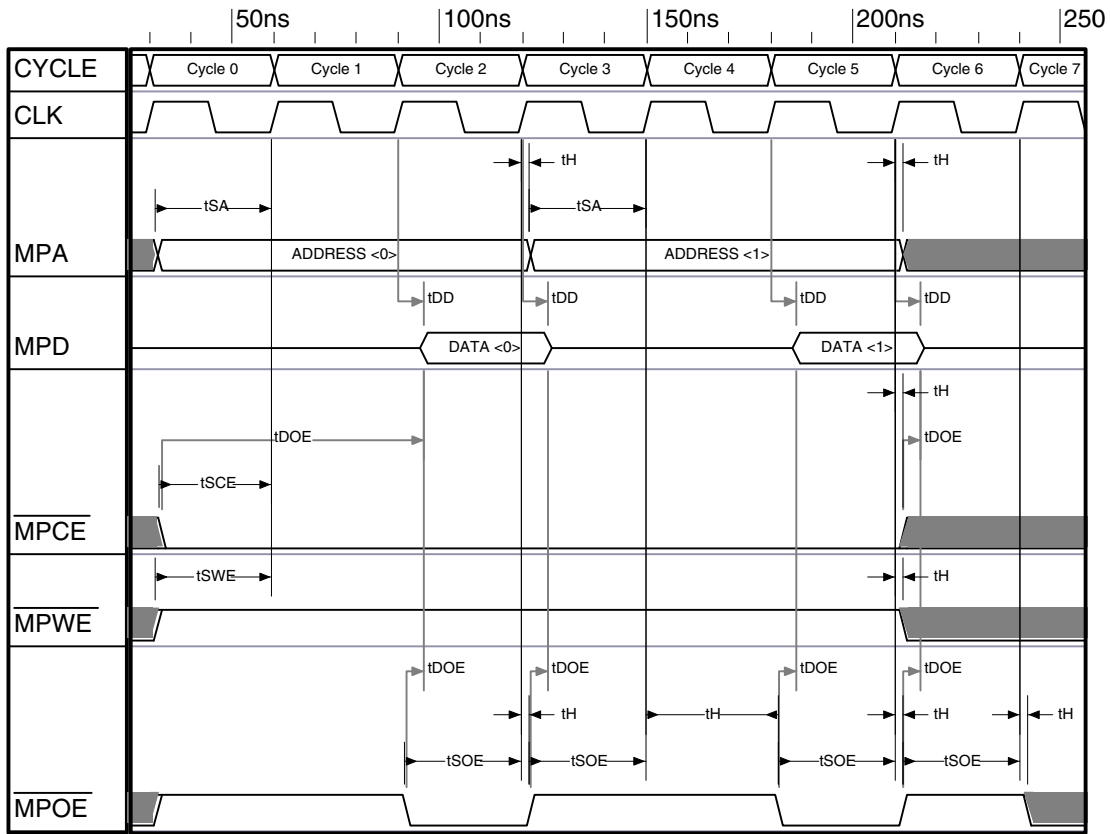 50ns 100ns 150ns 200ns 250
CYCLE Cycle 0 Cycle 1 Cycle 2 Cycle 3 Cycle 4 Cycle 5 Cycle 6 Cycle 7
CLK
tH tH
tSA tSA
MPA ADDRESS <0> ADDRESS <1>
tDD tDD tDD tDD
MPD DATA <0> DATA <1>
tH
tDOE tDOE
tSCE
MPCE
tSWE tH
MPWE
tDOE tDOE tDOE tDOE
tH tH tH tH
tSOE tSOE tSOE tSOE
MPOE